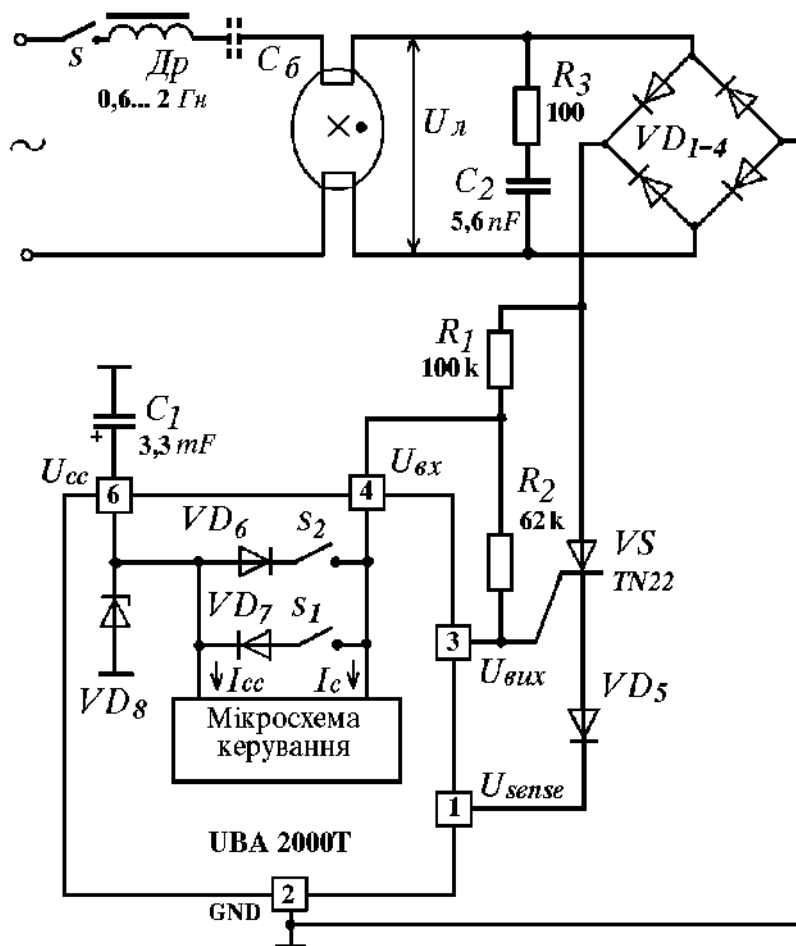 S
Др
0,6... 2 Гн
Cб
Uл
R3
100
C2
5,6 nF
VD1-4
~
R1
100 k
C1
3,3 mF
+
Ucc
6
4
Uвх
R2
62 k
VD6
S2
VD7
S1
VS
TN22
3
Uвих
VD8
Icc
Ic
VD5
Мікросхема
керування
1
Usense
UBA 2000T
2
GND